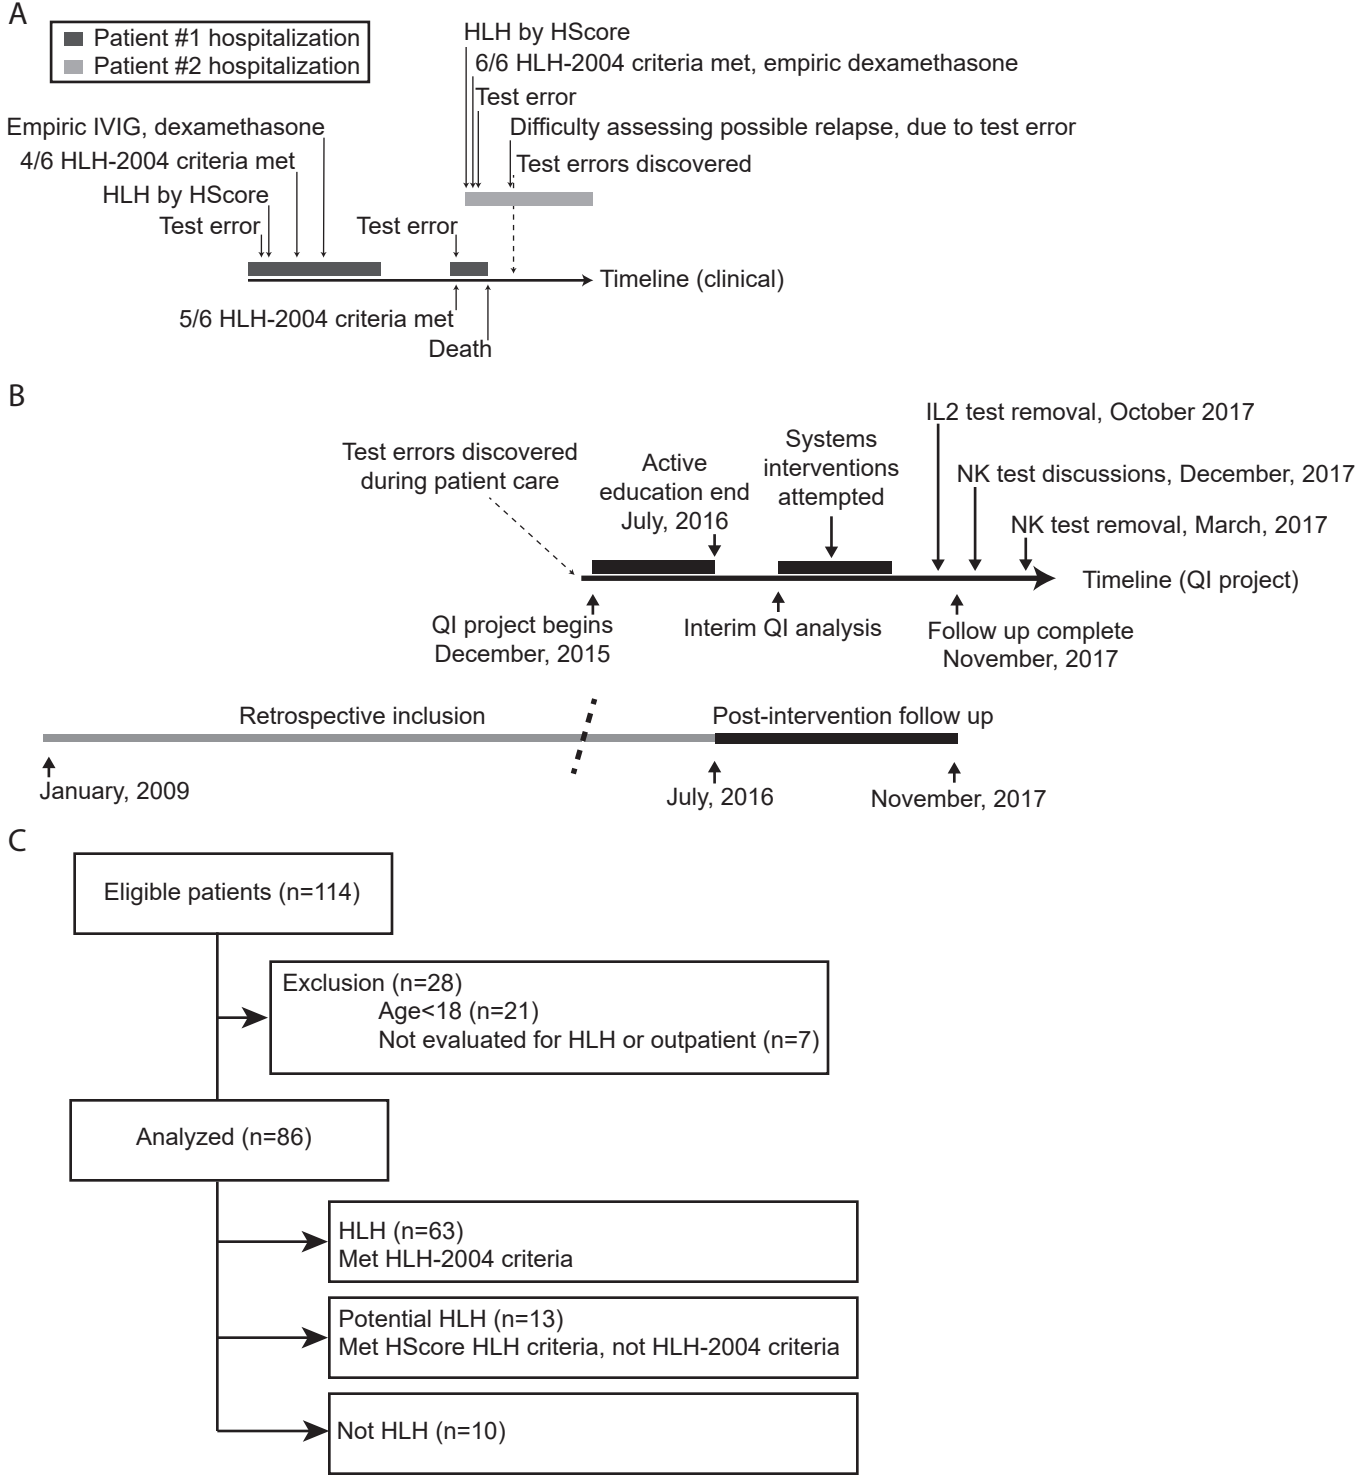 A
Patient #1 hospitalization
Patient #2 hospitalization
HLH by HScore
6/6 HLH-2004 criteria met, empiric dexamethasone
Test error
Difficulty assessing possible relapse, due to test error
Test errors discovered
Empiric IVIG, dexamethasone
4/6 HLH-2004 criteria met
HLH by HScore
Test error
Test error
Timeline (clinical)
5/6 HLH-2004 criteria met
Death
B
Test errors discovered
during patient care
Active
education end
July, 2016
Systems
interventions
attempted
IL2 test removal, October 2017
NK test discussions, December, 2017
NK test removal, March, 2017
Timeline (QI project)
QI project begins
December, 2015
Interim QI analysis
Follow up complete
November, 2017
Retrospective inclusion
Post-intervention follow up
January, 2009
July, 2016
November, 2017
C
Eligible patients (n=114)
Exclusion (n=28)
Age<18 (n=21)
Not evaluated for HLH or outpatient (n=7)
Analyzed (n=86)
HLH (n=63)
Met HLH-2004 criteria
Potential HLH (n=13)
Met HScore HLH criteria, not HLH-2004 criteria
Not HLH (n=10)